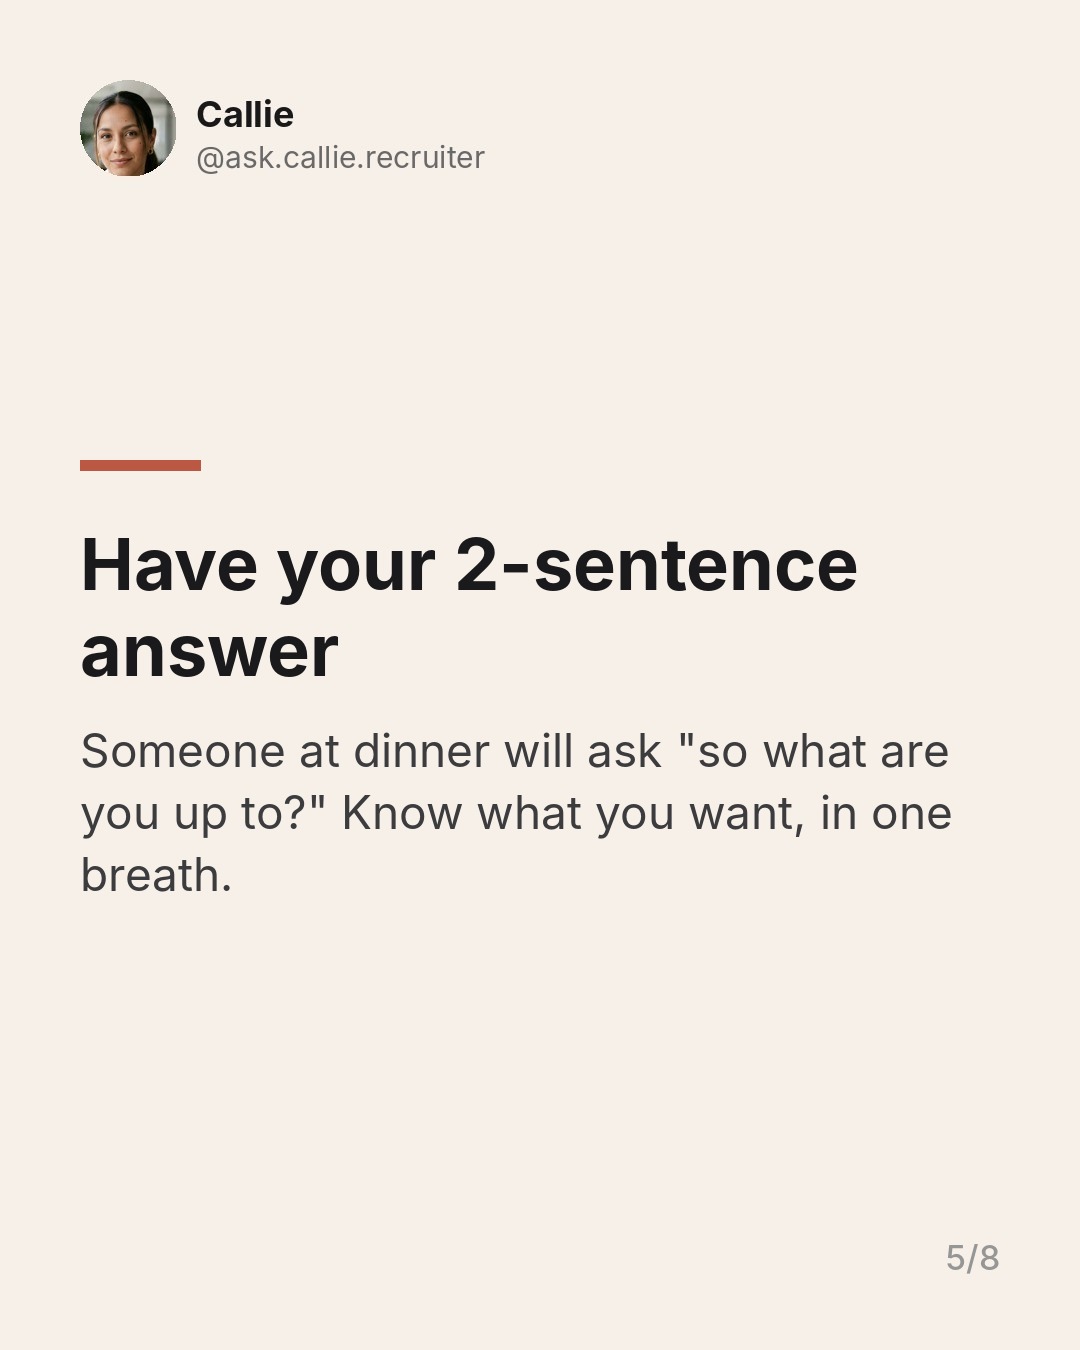 Callie
@ask.callie.recruiter
Have your 2-sentence
answer
Someone at dinner will ask "so what are
you up to?" Know what you want, in one
breath.
5/8